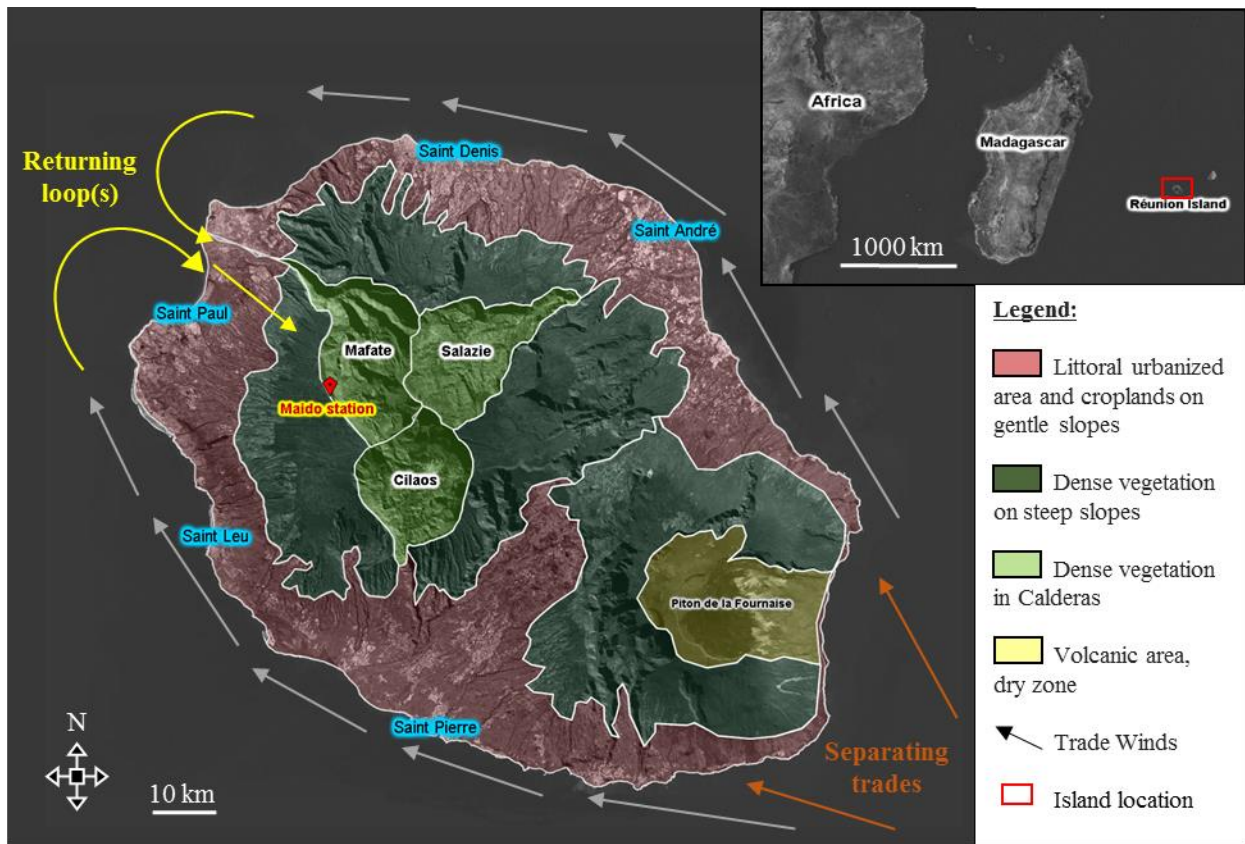 Africa
Madagascar
Réunion Island
1000 km
Returning
loop(s)
Saint Denis
Saint André
Saint Paul
Mafate
Salazie
Maido station
Cilaos
Saint Leu
Piton de la Fournaise
Saint Pierre
Separating
trades
N
10 km
Legend:
Littoral urbanized
area and croplands on
gentle slopes
Dense vegetation
on steep slopes
Dense vegetation
in Calderas
Volcanic area,
dry zone
Trade Winds
Island location